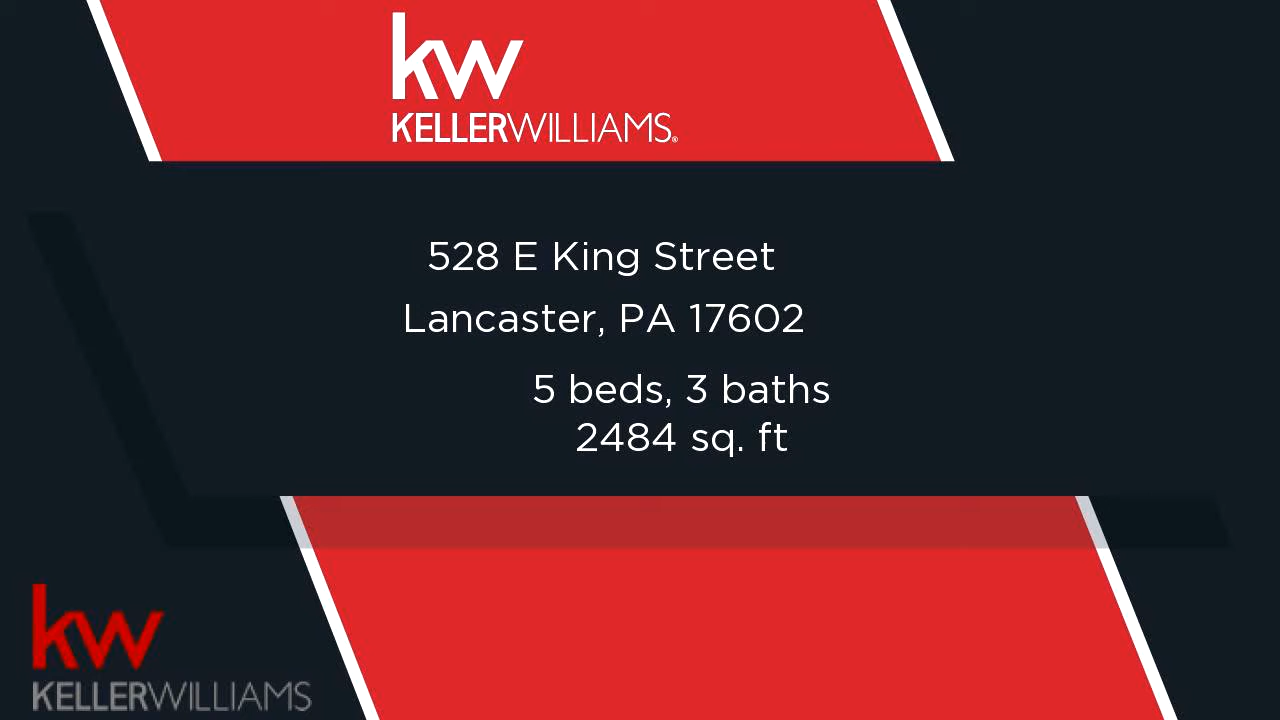 kw
KELLERWILLIAMS®
528 E King Street
Lancaster, PA 17602
5 beds, 3 baths
2484 sq. ft
kw
KELLERWILLIAMS